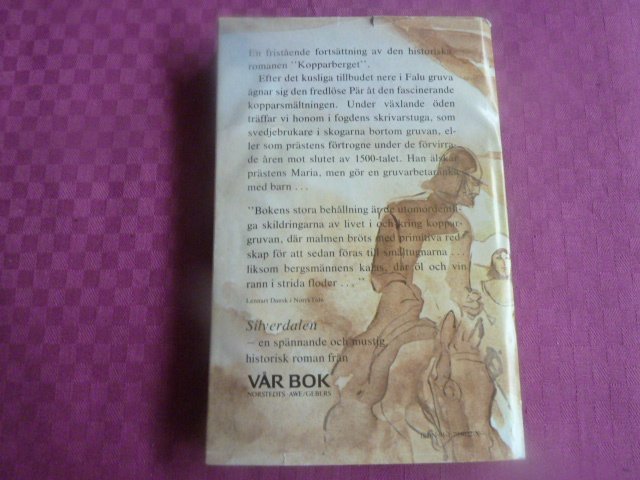 En fristående fortsättning av den historiska
romanen "Kopparberget".
Efter det kusliga tillbudet nere i Falu gruva
ägnar sig den fredlöse Pär åt den fascinerande
kopparsmältningen. Under växlande öden
träffar vi honom i fogdens skrivarstuga, som
svedjebrukare i skogarna bortom gruvan, el-
ler som prästens förtrogne under de förvirra-
de åren mot slutet av 1500-talet. Han älskar
prästens Maria, men gör en gruvarbetaränka
med barn . . .
"Bokens stora behållning är de utomordentli-
ga skildringarna av livet i och kring koppar-
gruvan, där malmen bröts med primitiva red-
skap för att sedan föras till smältugnarna . . .
liksom bergsmännens kalas, där öl och vin
rann i strida floder . . ."
Lennart Dansk i Norrt Tidn
Silverdalen
– en spännande och mustig,
historisk roman från
VÅR BOK
NORSTEDTS AWE/GEBERS